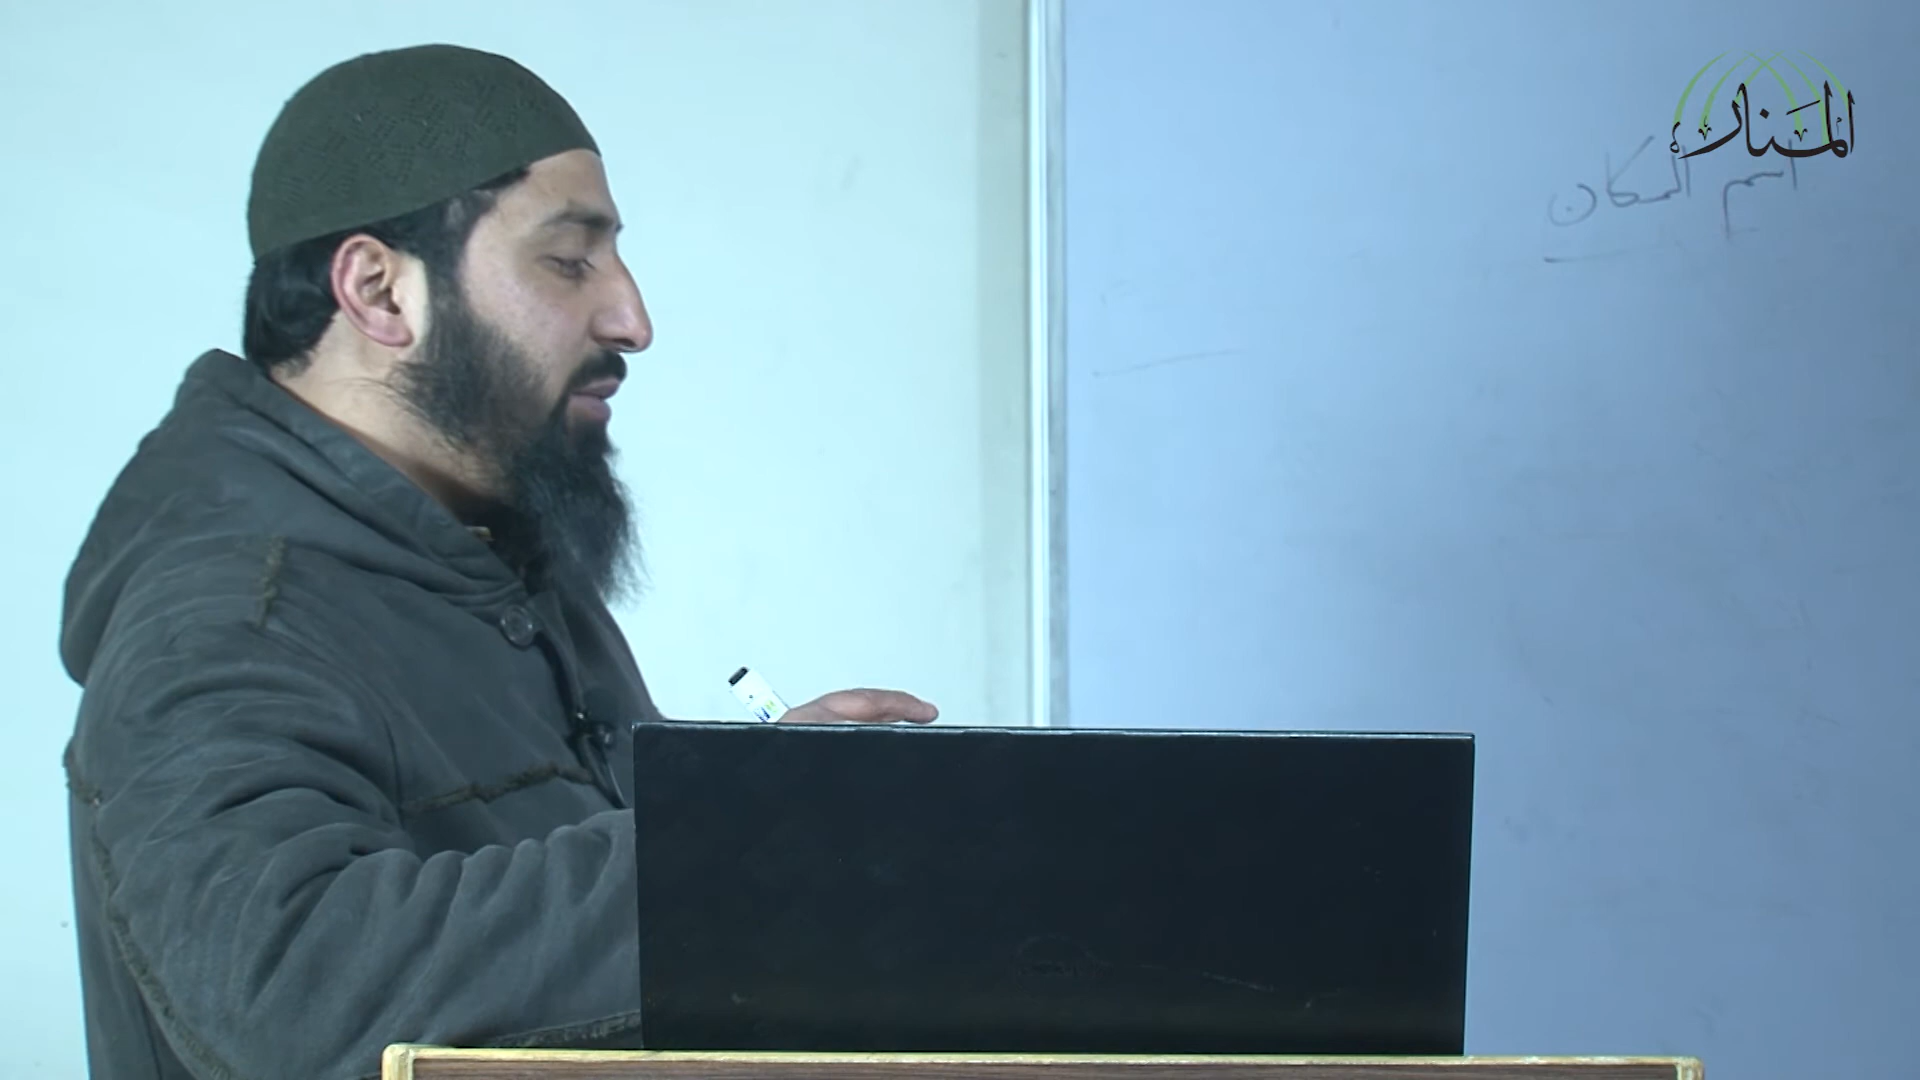 المنار
اسم المكان